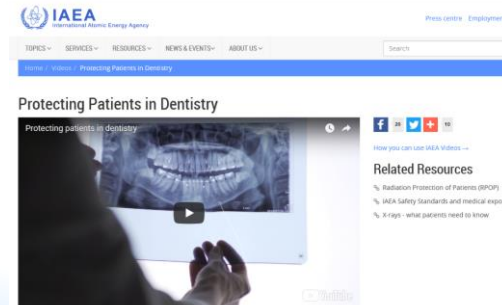 IAEA
International Atomic Energy Agency
Press centre Employmen
TOPICS SERVICES RESOURCES NEWS & EVENTS ABOUT US
Search
Home / Videos / Protecting Patients in Dentistry
Protecting Patients in Dentistry
Protecting patients in dentistry
How you can use IAEA Videos →
Related Resources
Radiation Protection of Patients (RPOP)
IAEA Safety Standards and medical expo
X-rays - what patients need to know
YouTube